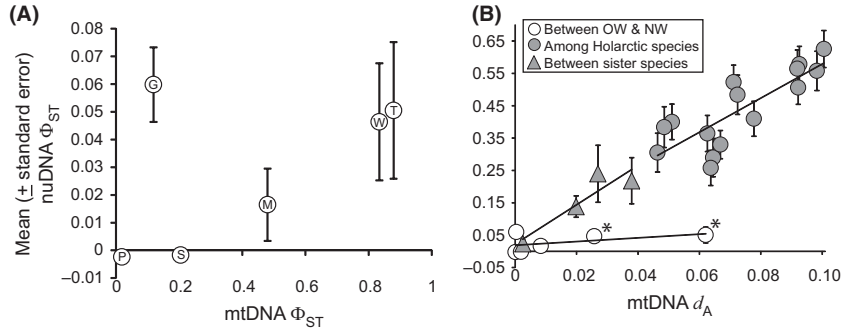 (A)
Mean (± standard error)
nuDNA ΦST
0.08
0.07
0.06
0.05
0.04
0.03
0.02
0.01
0
–0.01
G
W
T
M
P
S
0
0.2
0.4
0.6
0.8
1
mtDNA ΦST
(B)
Between OW & NW
Among Holarctic species
Between sister species
0.65
0.55
0.45
0.35
0.25
0.15
0.05
–0.05
*
*
0
0.02
0.04
0.06
0.08
0.10
mtDNA dA